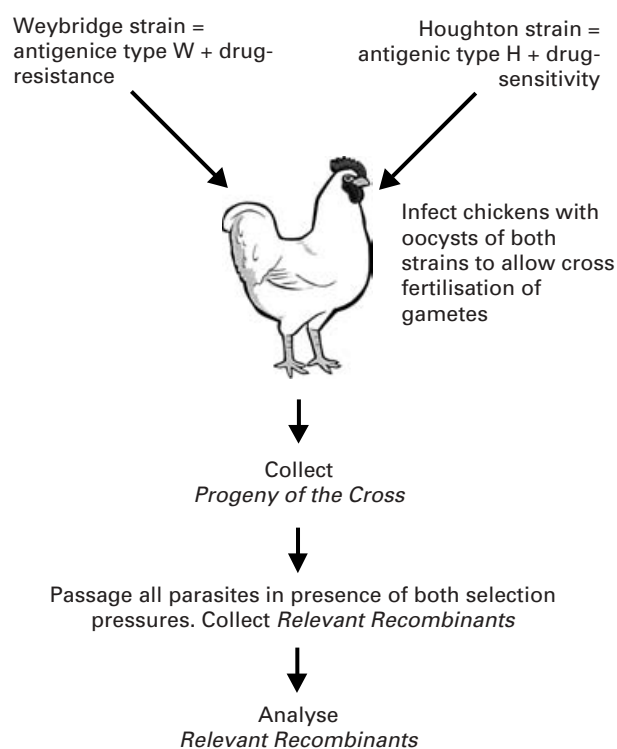 Weybridge strain =
antigenice type W + drug-
resistance
Houghton strain =
antigenic type H + drug-
sensitivity
Infect chickens with
oocysts of both
strains to allow cross
fertilisation of
gametes
Collect
Progeny of the Cross
Passage all parasites in presence of both selection
pressures. Collect Relevant Recombinants
Analyse
Relevant Recombinants